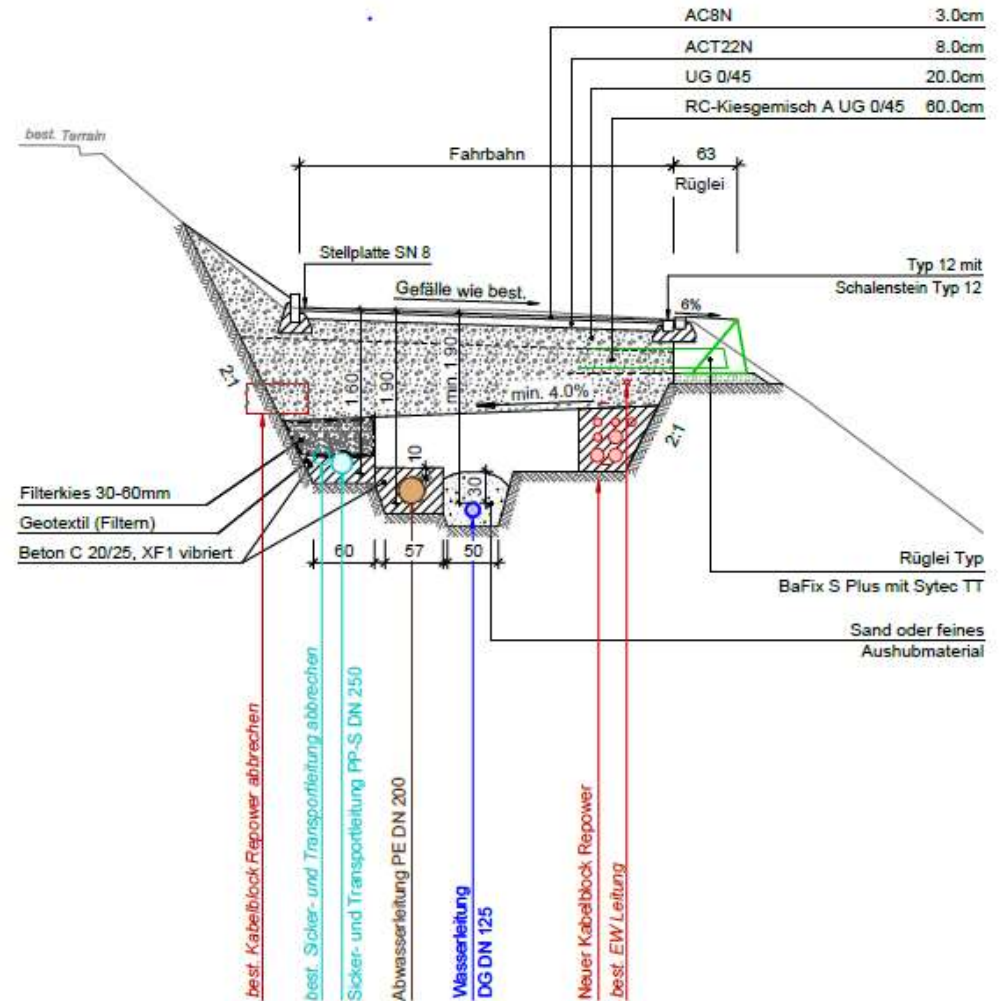 AC8N 3.0cm
ACT22N 8.0cm
UG 0/45 20.0cm
RC-Kiesgemisch A UG 0/45 60.0cm
best. Terrain
Fahrbahn
63
Rüglei
Stellplatte SN 8
Gefälle wie best.
6%
Typ 12 mit
Schalenstein Typ 12
2:1
1.60
1.90
min. 1.90
min. 4.0%
2:1
10
30
Filterkies 30-60mm
Geotextil (Filtern)
Beton C 20/25, XF1 vibriert
60
57
50
Rüglei Typ
BaFix S Plus mit Sytec TT
Sand oder feines
Aushubmaterial
best. Kabelblock Repower abbrechen
best. Sicker- und Transportleitung abbrechen
Sicker- und Transportleitung PP-S DN 250
Abwasserleitung PE DN 200
Wasserleitung
DG DN 125
Neuer Kabelblock Repower
best. EW Leitung